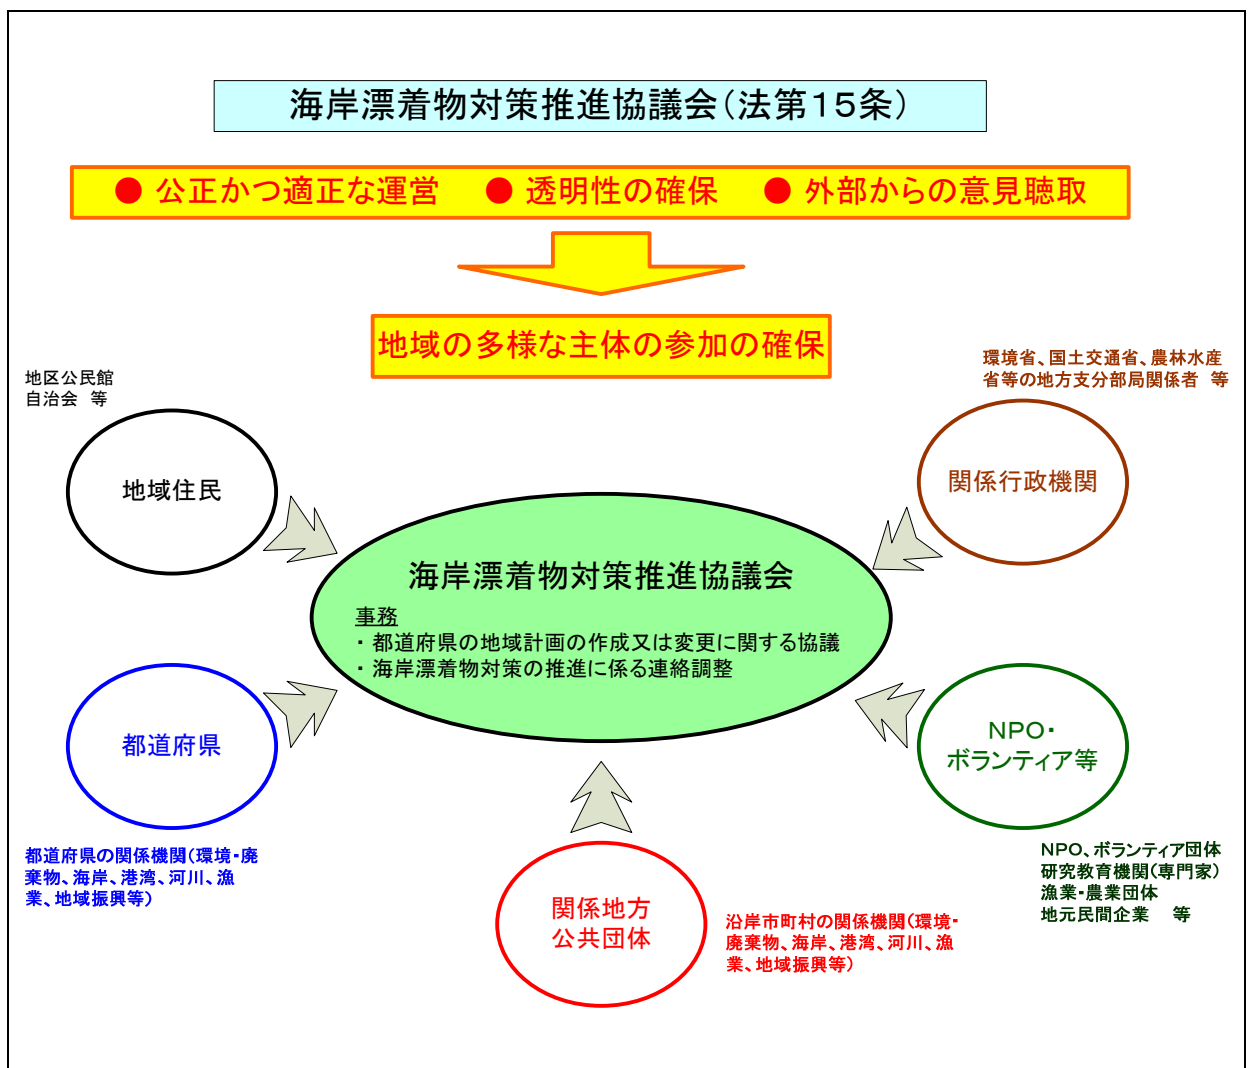 海岸漂着物対策推進協議会（法第１５条）
● 公正かつ適正な運営　● 透明性の確保　● 外部からの意見聴取
地域の多様な主体の参加の確保
地区公民館
自治会　等
地域住民
環境省、国土交通省、農林水産
省等の地方支分部局関係者　等
関係行政機関
海岸漂着物対策推進協議会
事務
・ 都道府県の地域計画の作成又は変更に関する協議
・ 海岸漂着物対策の推進に係る連絡調整
都道府県
都道府県の関係機関（環境・廃
棄物、海岸、港湾、河川、漁
業、地域振興等）
ＮＰＯ・
ボランティア等
ＮＰＯ、ボランティア団体
研究教育機関（専門家）
漁業・農業団体
地元民間企業　等
関係地方
公共団体
沿岸市町村の関係機関（環境・
廃棄物、海岸、港湾、河川、漁
業、地域振興等）